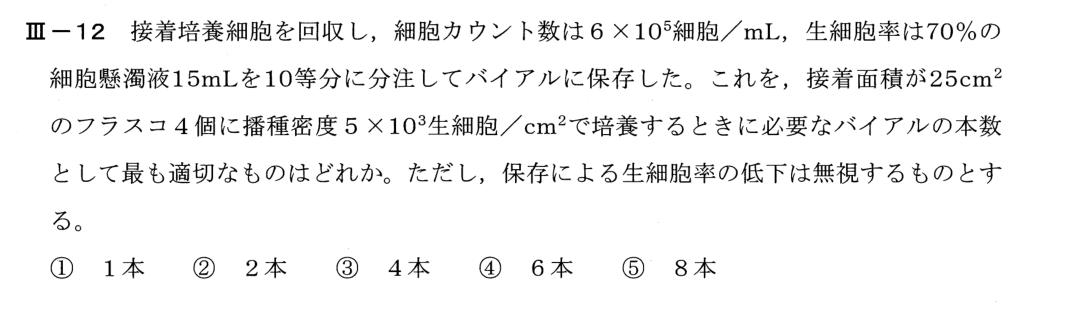 Ⅲ－12　接着培養細胞を回収し，細胞カウント数は６×10⁵細胞／mL，生細胞率は70％の
細胞懸濁液15mLを10等分に分注してバイアルに保存した。これを，接着面積が25cm²
のフラスコ４個に播種密度５×10³生細胞／cm²で培養するときに必要なバイアルの本数
として最も適切なものはどれか。ただし，保存による生細胞率の低下は無視するものとす
る。
①　１本　　②　２本　　③　４本　　④　６本　　⑤　８本